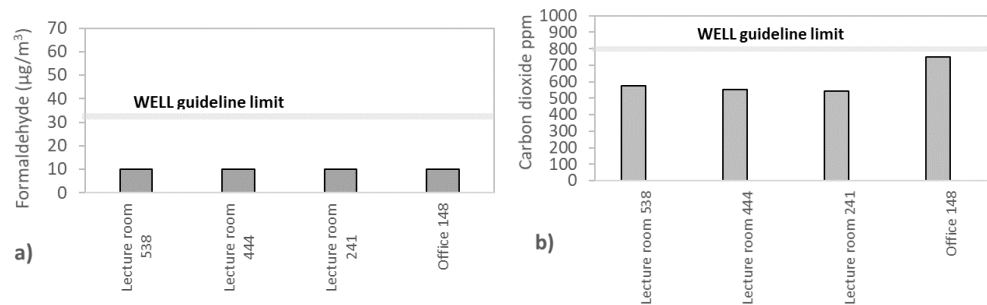 Formaldehyde (µg/m³)
70
60
50
40
30
20
10
0
WELL guideline limit
Lecture room
538
Lecture room
444
Lecture room
241
Office 148
a)
Carbon dioxide ppm
1000
900
800
700
600
500
400
300
200
100
0
WELL guideline limit
Lecture room 538
Lecture room 444
Lecture room 241
Office 148
b)